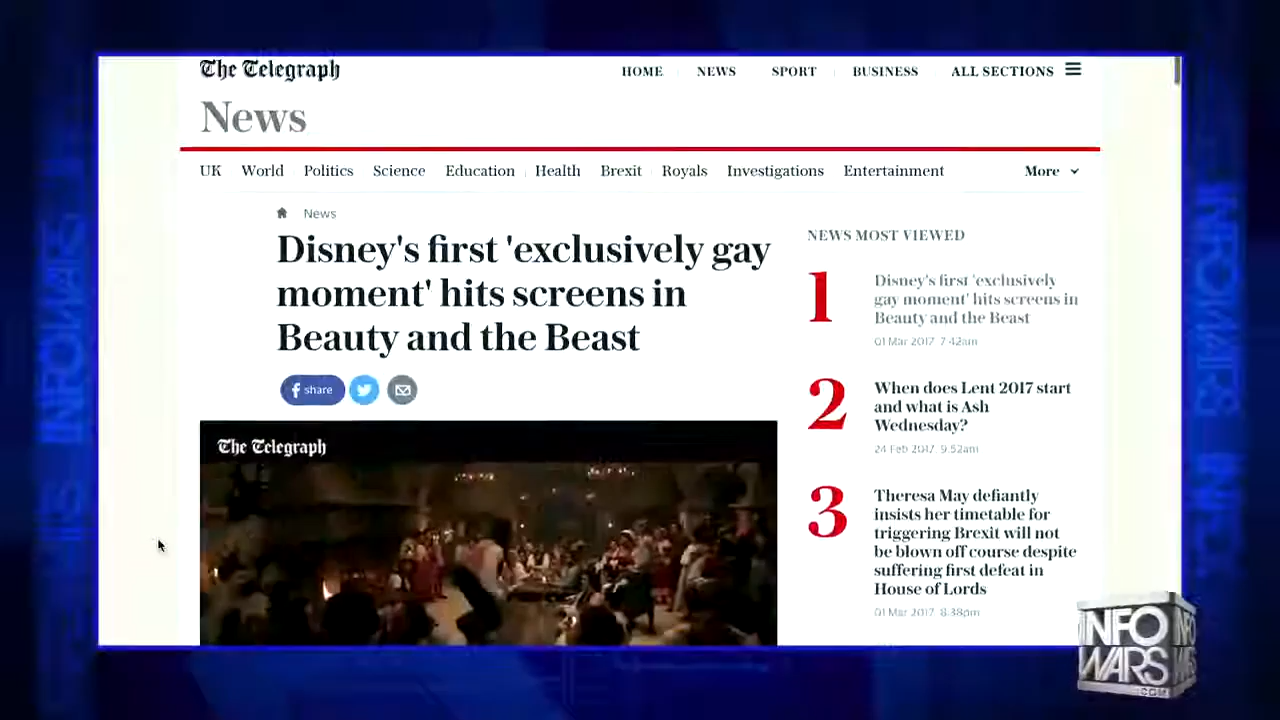 The Telegraph
HOME NEWS SPORT BUSINESS ALL SECTIONS
News
UK World Politics Science Education Health Brexit Royals Investigations Entertainment More
News
Disney's first 'exclusively gay
moment' hits screens in
Beauty and the Beast
share
The Telegraph
NEWS MOST VIEWED
1
Disney's first 'exclusively
gay moment' hits screens in
Beauty and the Beast
01 Mar 2017, 7:42am
2
When does Lent 2017 start
and what is Ash
Wednesday?
24 Feb 2017, 9:52am
3
Theresa May defiantly
insists her timetable for
triggering Brexit will not
be blown off course despite
suffering first defeat in
House of Lords
01 Mar 2017, 8:38pm
INFO
WARS
.COM
INFOWARS
INFOWARS